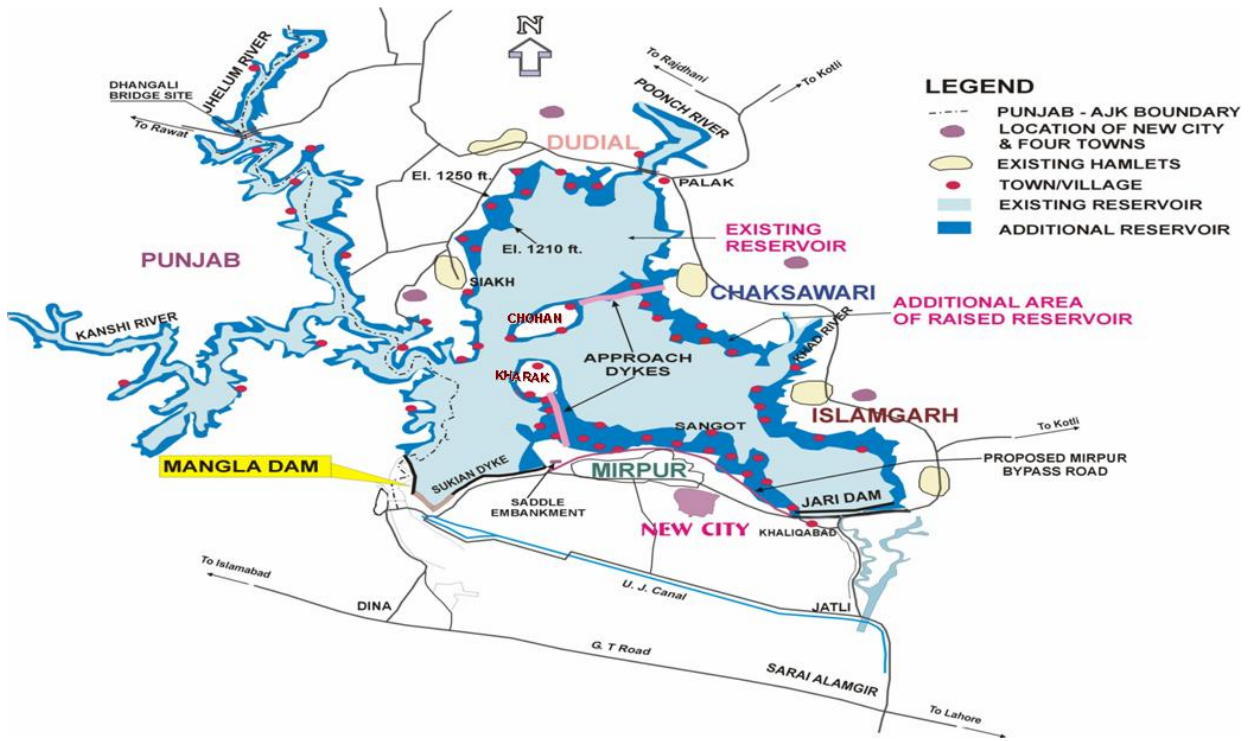 N
To Rajdhani
To Kotli
JHELUM RIVER
DHANGALI
BRIDGE SITE
To Rawat
POONCH RIVER
DUDIAL
El. 1250 ft.
PALAK
LEGEND
PUNJAB - AJK BOUNDARY
LOCATION OF NEW CITY
& FOUR TOWNS
EXISTING HAMLETS
TOWN/VILLAGE
EXISTING RESERVOIR
ADDITIONAL RESERVOIR
EXISTING
RESERVOIR
El. 1210 ft.
PUNJAB
SIAKH
CHAKSAWARI
ADDITIONAL AREA
OF RAISED RESERVOIR
KANSHI RIVER
CHOHAN
KHAD RIVER
APPROACH
DYKES
KHARAK
ISLAMGARH
To Kotli
SANGOT
PROPOSED MIRPUR
BYPASS ROAD
MANGLA DAM
SUKIAN DYKE
MIRPUR
SADDLE
EMBANKMENT
JARI DAM
NEW CITY
KHALIQABAD
To Islamabad
DINA
U. J. Canal
JATLI
G. T Road
SARAI ALAMGIR
To Lahore